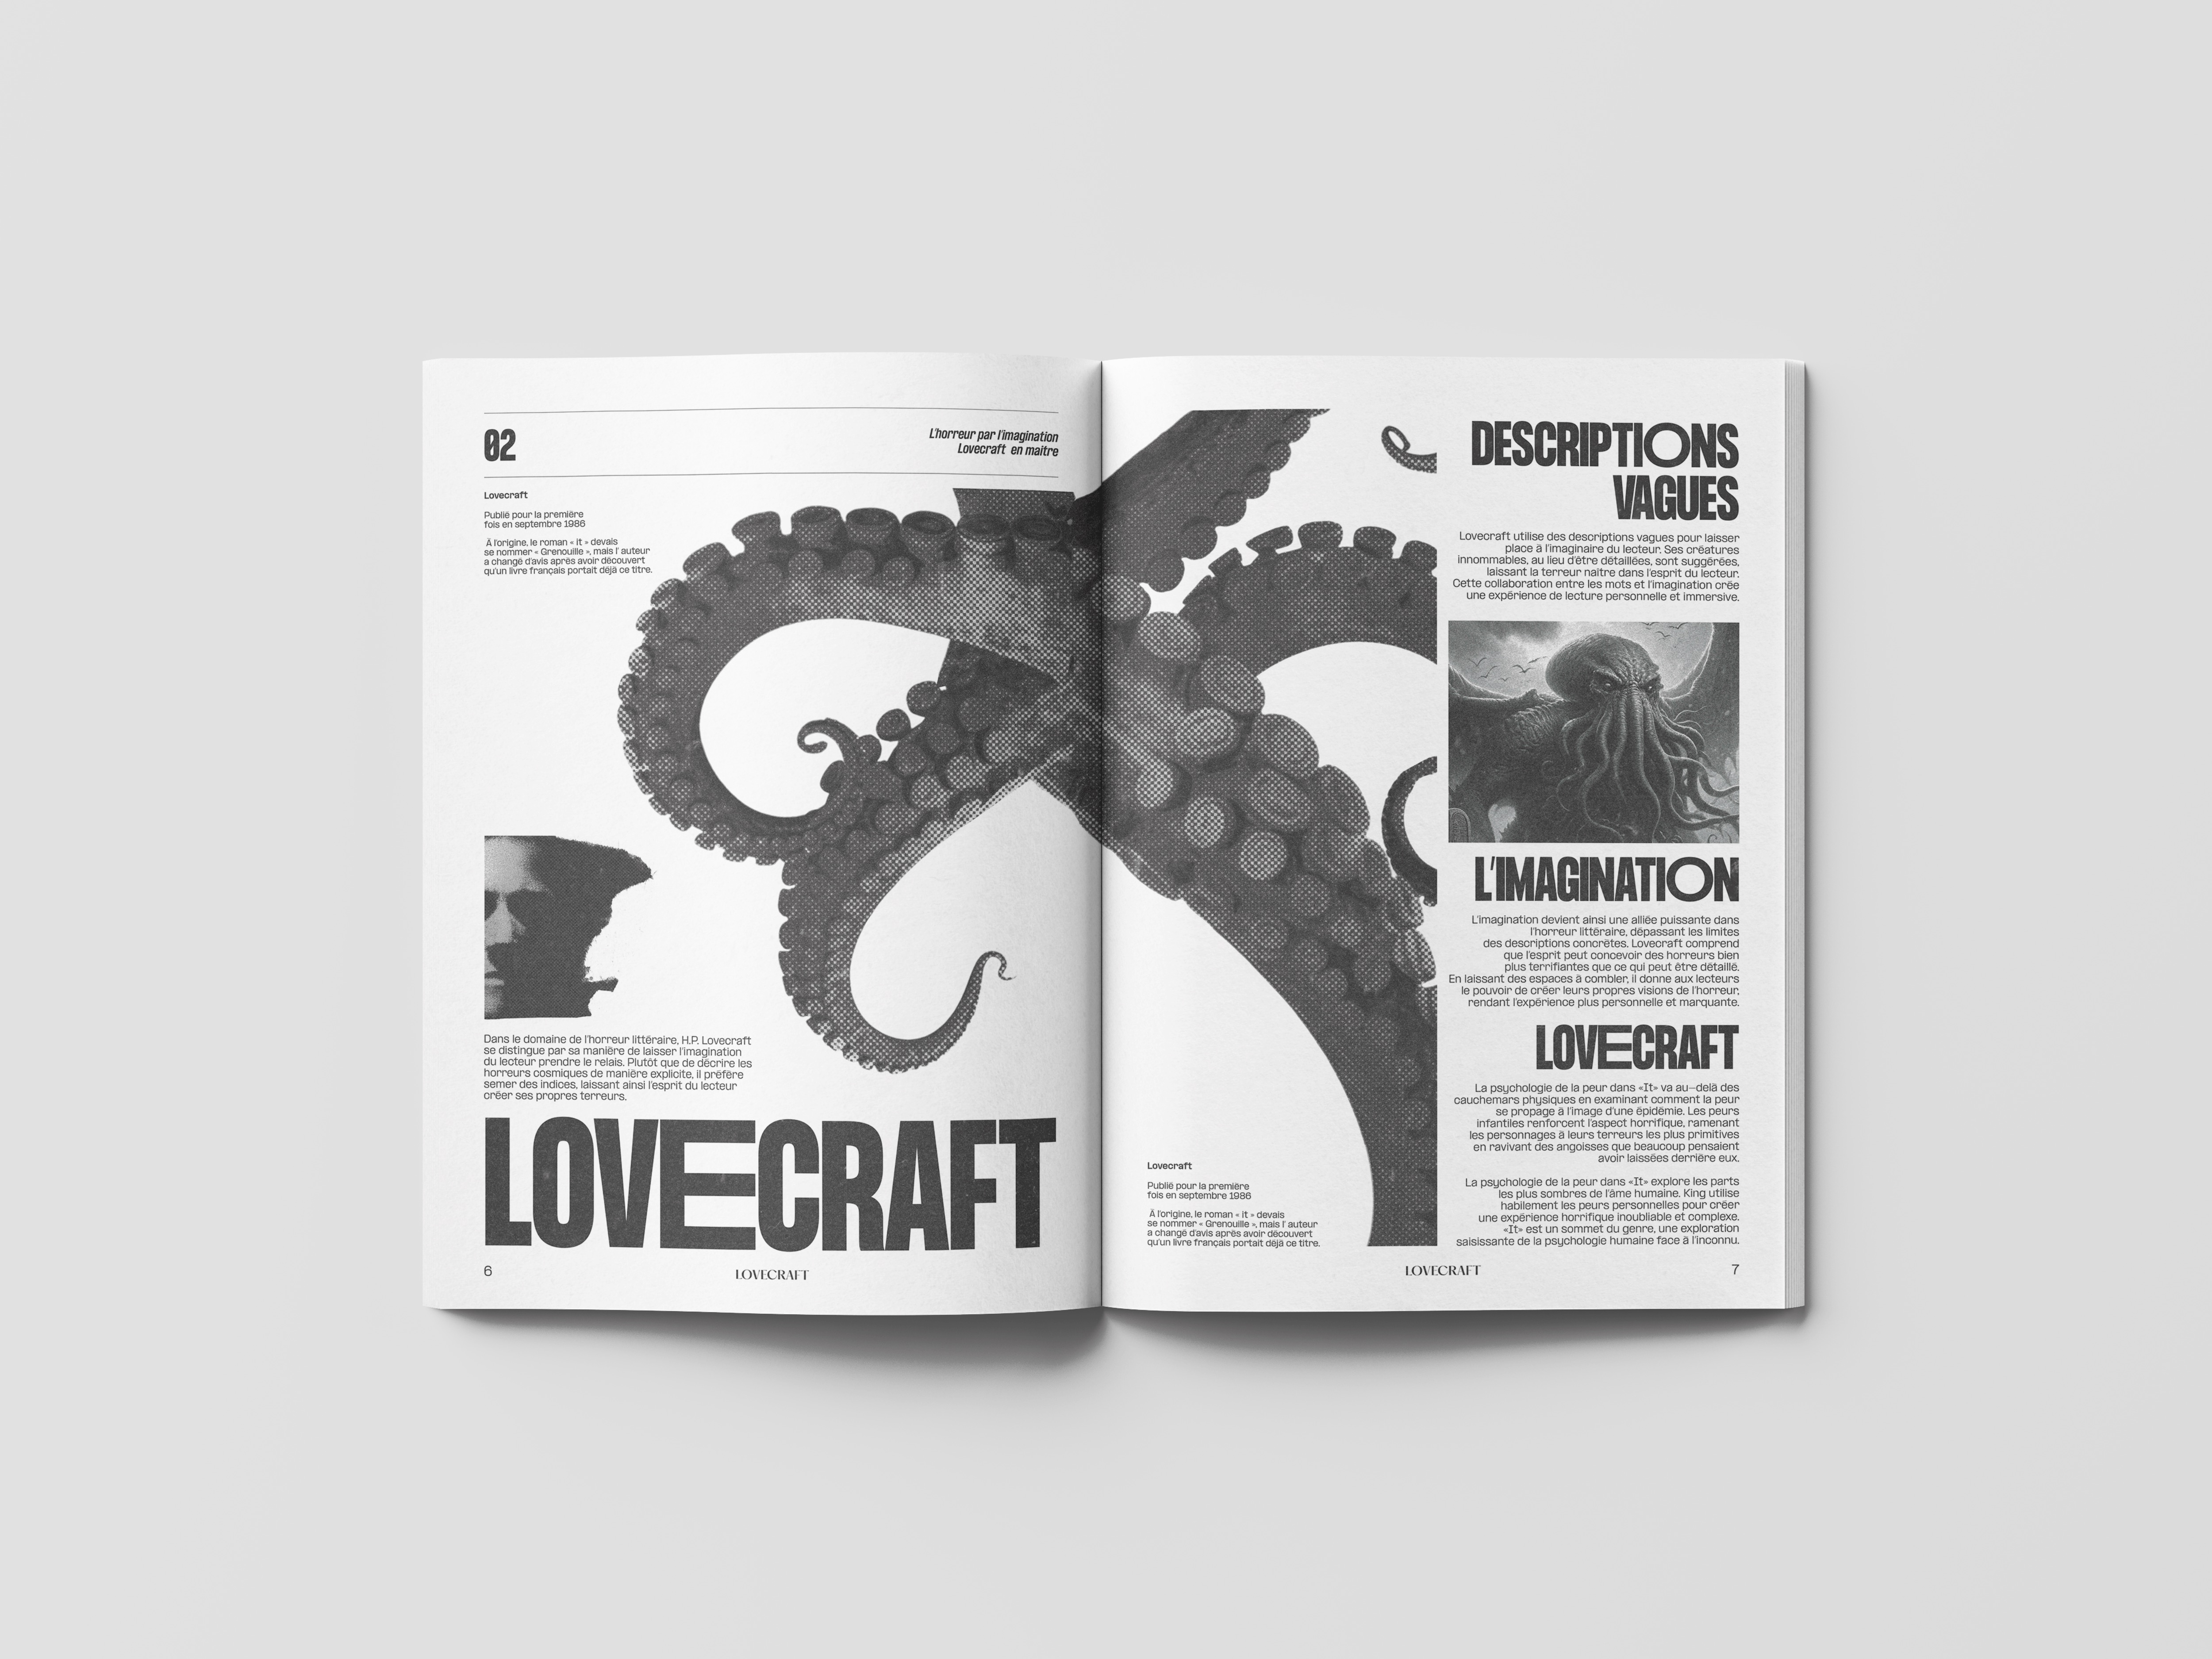 02
L'horreur par l'imagination
Lovecraft en maitre
Lovecraft
Publié pour la première
fois en septembre 1986
À l'origine, le roman « it » devais
se nommer « Grenouille », mais l' auteur
a changé d'avis après avoir découvert
qu'un livre français portait déjà ce titre.
Dans le domaine de l'horreur littéraire, H.P. Lovecraft
se distingue par sa manière de laisser l'imagination
du lecteur prendre le relais. Plutôt que de décrire les
horreurs cosmiques de manière explicite, il préfère
semer des indices, laissant ainsi l'esprit du lecteur
créer ses propres terreurs.
LOVECRAFT
6
LOVECRAFT
DESCRIPTIONS
VAGUES
Lovecraft utilise des descriptions vagues pour laisser
place à l'imaginaire du lecteur. Ses créatures
innommables, au lieu d'être détaillées, sont suggérées,
laissant la terreur naitre dans l'esprit du lecteur.
Cette collaboration entre les mots et l'imagination crée
une expérience de lecture personnelle et immersive.
L'IMAGINATION
L'imagination devient ainsi une alliée puissante dans
l'horreur littéraire, dépassant les limites
des descriptions concrètes. Lovecraft comprend
que l'esprit peut concevoir des horreurs bien
plus terrifiantes que ce qui peut être détaillé.
En laissant des espaces à combler, il donne aux lecteurs
le pouvoir de créer leurs propres visions de l'horreur,
rendant l'expérience plus personnelle et marquante.
LOVECRAFT
La psychologie de la peur dans «It» va au-delà des
cauchemars physiques en examinant comment la peur
se propage à l'image d'une épidémie. Les peurs
infantiles renforcent l'aspect horrifique, ramenant
les personnages à leurs terreurs les plus primitives
en ravivant des angoisses que beaucoup pensaient
avoir laissées derrière eux.
La psychologie de la peur dans «It» explore les parts
les plus sombres de l'âme humaine. King utilise
habilement les peurs personnelles pour créer
une expérience horrifique inoubliable et complexe.
«It» est un sommet du genre, une exploration
saisissante de la psychologie humaine face à l'inconnu.
Lovecraft
Publié pour la première
fois en septembre 1986
À l'origine, le roman « it » devais
se nommer « Grenouille », mais l' auteur
a changé d'avis après avoir découvert
qu'un livre français portait déjà ce titre.
LOVECRAFT
7